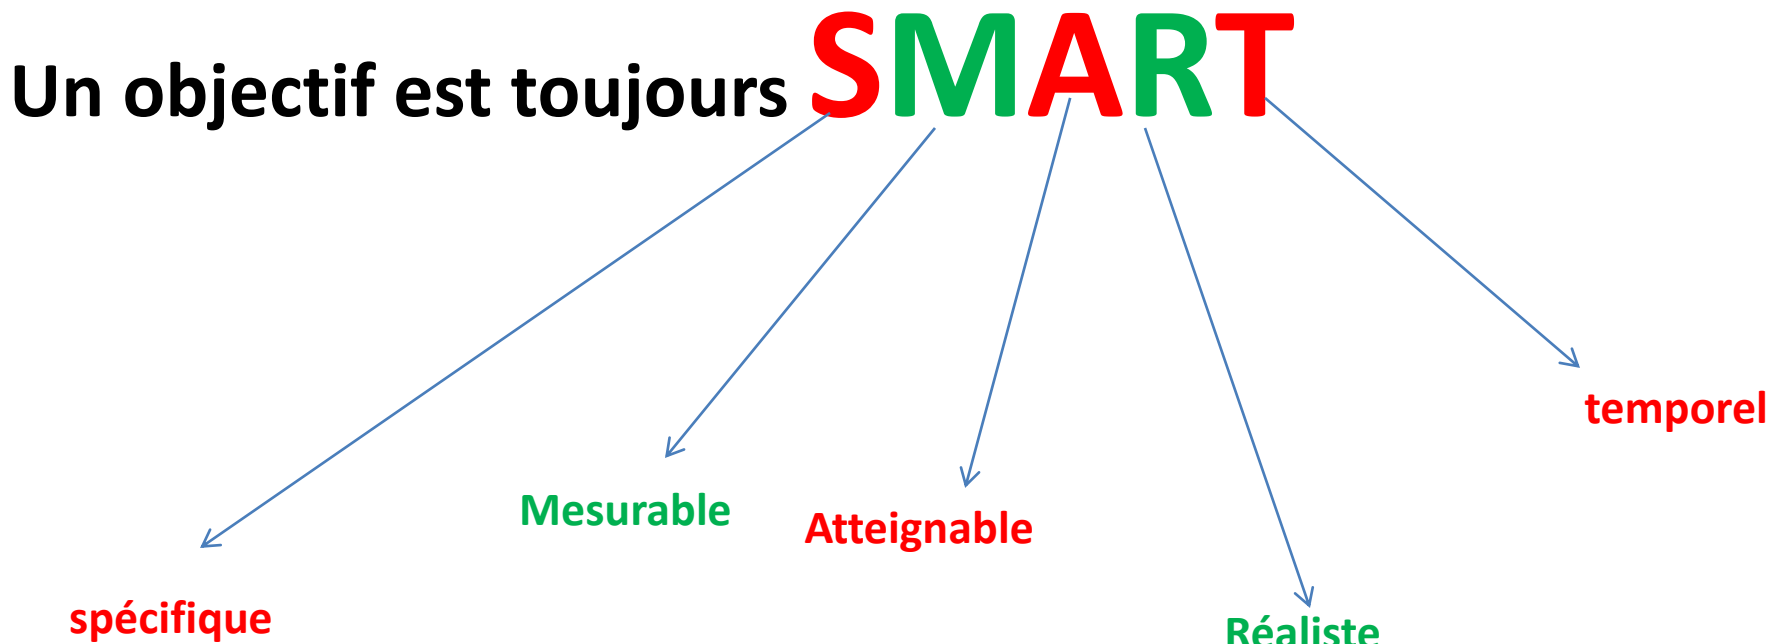 Un objectif est toujours SMART
temporel
Mesurable
Atteignable
spécifique
Réaliste